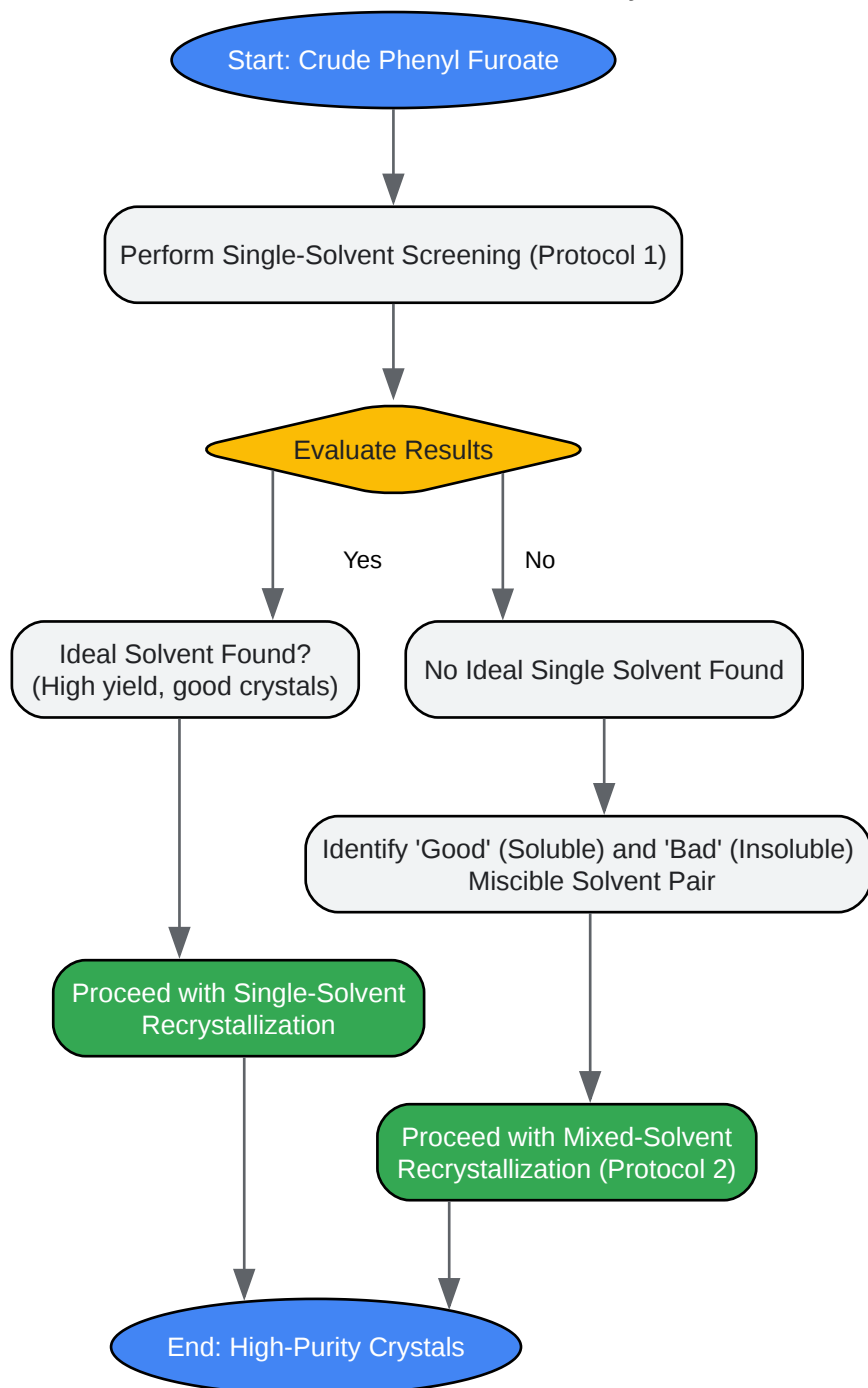 Start: Crude Phenyl Furoate
Perform Single-Solvent Screening (Protocol 1)
Evaluate Results
Yes
No
Ideal Solvent Found?
(High yield, good crystals)
No Ideal Single Solvent Found
Identify 'Good' (Soluble) and 'Bad' (Insoluble)
Miscible Solvent Pair
Proceed with Single-Solvent
Recrystallization
Proceed with Mixed-Solvent
Recrystallization (Protocol 2)
End: High-Purity Crystals